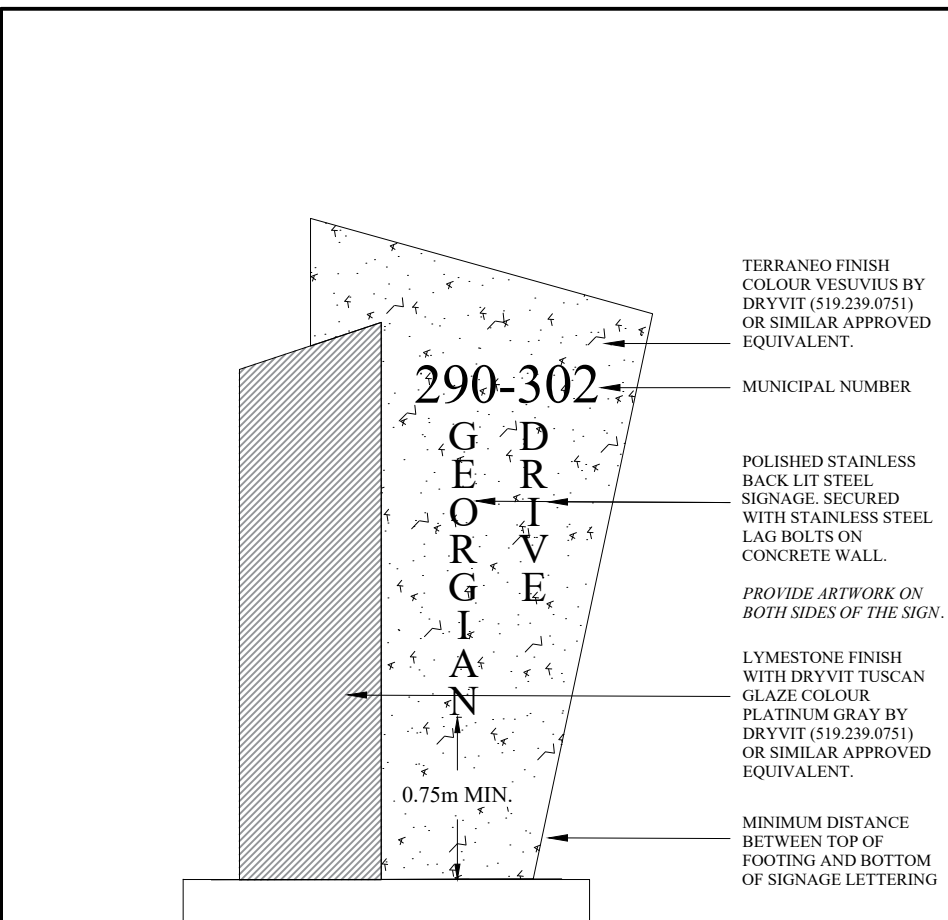 TERRANEO FINISH
COLOUR VESUVIUS BY
DRYVIT (519.239.0751)
OR SIMILAR APPROVED
EQUIVALENT.
290-302
MUNICIPAL NUMBER
GEORGIAN
DRIVE
POLISHED STAINLESS
BACK LIT STEEL
SIGNAGE. SECURED
WITH STAINLESS STEEL
LAG BOLTS ON
CONCRETE WALL.
PROVIDE ARTWORK ON
BOTH SIDES OF THE SIGN.
LYMESTONE FINISH
WITH DRYVIT TUSCAN
GLAZE COLOUR
PLATINUM GRAY BY
DRYVIT (519.239.0751)
OR SIMILAR APPROVED
EQUIVALENT.
0.75m MIN.
MINIMUM DISTANCE
BETWEEN TOP OF
FOOTING AND BOTTOM
OF SIGNAGE LETTERING